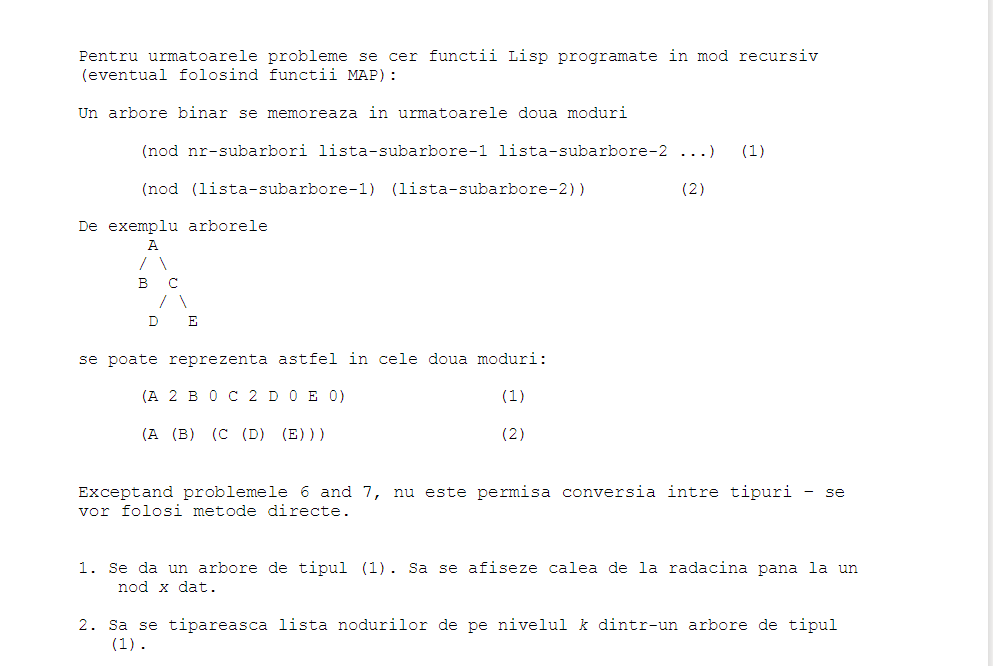 Pentru urmatoarele probleme se cer functii Lisp programate in mod recursiv
(eventual folosind functii MAP):
Un arbore binar se memoreaza in urmatoarele doua moduri
(nod nr-subarbori lista-subarbore-1 lista-subarbore-2 ...) (1)
(nod (lista-subarbore-1) (lista-subarbore-2)) (2)
De exemplu arborele
A
/ \
B C
/ \
D E
se poate reprezenta astfel in cele doua moduri:
(A 2 B 0 C 2 D 0 E 0) (1)
(A (B) (C (D) (E))) (2)
Exceptand problemele 6 and 7, nu este permisa conversia intre tipuri – se
vor folosi metode directe.
1. Se da un arbore de tipul (1). Sa se afiseze calea de la radacina pana la un
nod x dat.
2. Sa se tipareasca lista nodurilor de pe nivelul k dintr-un arbore de tipul
(1).